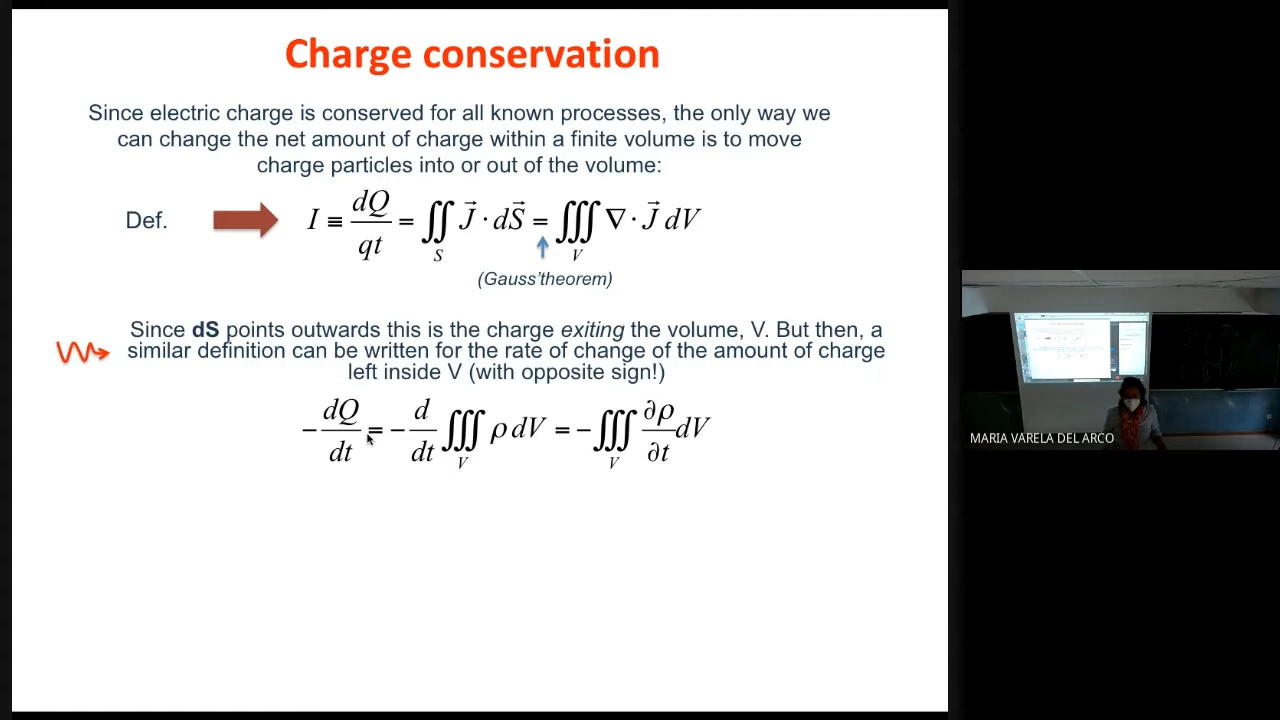 Charge conservation
Since electric charge is conserved for all known processes, the only way we
can change the net amount of charge within a finite volume is to move
charge particles into or out of the volume:
Def. I ≡ dQ/qt = ∬_S J⃗ · dS⃗ = ∭_V ∇ · J⃗ dV
(Gauss'theorem)
Since dS points outwards this is the charge exiting the volume, V. But then, a
similar definition can be written for the rate of change of the amount of charge
left inside V (with opposite sign!)
− dQ/dt = − d/dt ∭_V ρ dV = − ∭_V ∂ρ/∂t dV
MARIA VARELA DEL ARCO